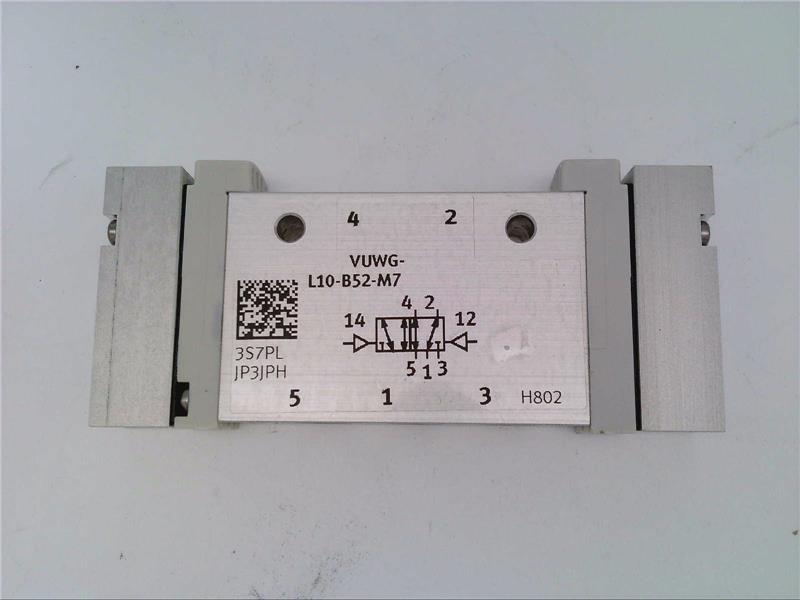 4 2
VUWG-
L10-B52-M7
4 2
14 12
5 1 3
3S7PL
JP3JPH
5 1 3 H802